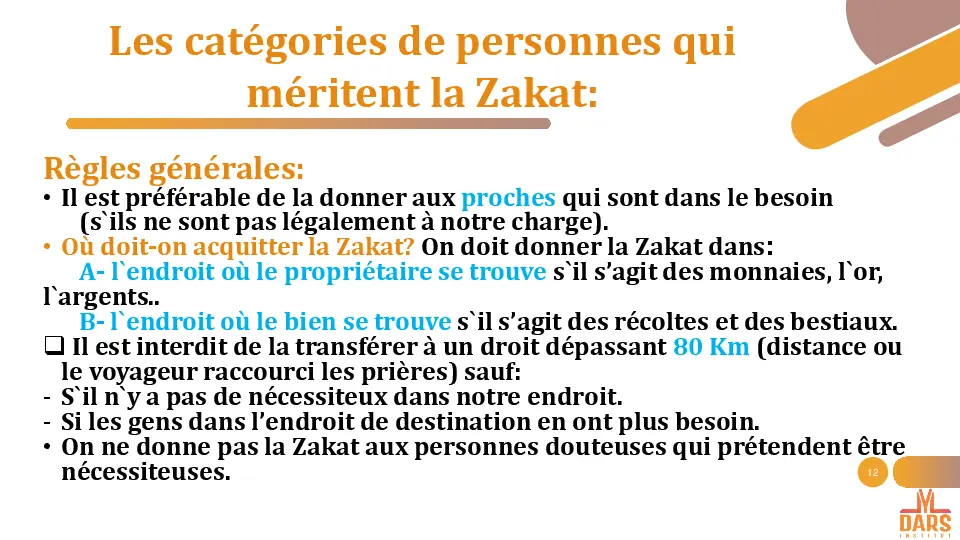 Les catégories de personnes qui
méritent la Zakat:
Règles générales:
• Il est préférable de la donner aux proches qui sont dans le besoin
(s`ils ne sont pas légalement à notre charge).
• Où doit-on acquitter la Zakat? On doit donner la Zakat dans:
A- l`endroit où le propriétaire se trouve s`il s’agit des monnaies, l`or,
l`argents..
B- l`endroit où le bien se trouve s`il s’agit des récoltes et des bestiaux.
❑ Il est interdit de la transférer à un droit dépassant 80 Km (distance ou
le voyageur raccourci les prières) sauf:
- S`il n`y a pas de nécessiteux dans notre endroit.
- Si les gens dans l’endroit de destination en ont plus besoin.
• On ne donne pas la Zakat aux personnes douteuses qui prétendent être
nécessiteuses.
12
DARS
INSTITUT